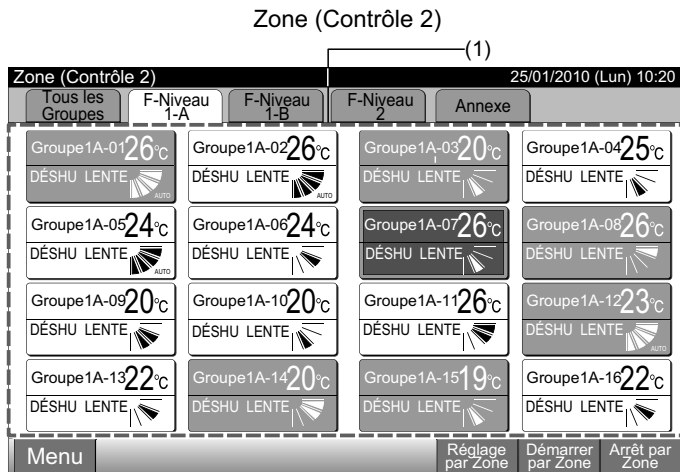 Zone (Contrôle 2)
(1)
Zone (Contrôle 2) 25/01/2010 (Lun) 10:20
Tous les Groupes F-Niveau 1-A F-Niveau 1-B F-Niveau 2 Annexe
Groupe1A-01 26°C Groupe1A-02 26°C Groupe1A-03 20°C Groupe1A-04 25°C
DÉSHU LENTE AUTO DÉSHU LENTE AUTO DÉSHU LENTE DÉSHU LENTE
Groupe1A-05 24°C Groupe1A-06 24°C Groupe1A-07 26°C Groupe1A-08 26°C
DÉSHU LENTE AUTO DÉSHU LENTE DÉSHU LENTE DÉSHU LENTE
Groupe1A-09 20°C Groupe1A-10 20°C Groupe1A-11 26°C Groupe1A-12 23°C
DÉSHU LENTE DÉSHU LENTE DÉSHU LENTE DÉSHU LENTE AUTO
Groupe1A-13 22°C Groupe1A-14 20°C Groupe1A-15 19°C Groupe1A-16 22°C
DÉSHU LENTE DÉSHU LENTE DÉSHU LENTE DÉSHU LENTE
Menu Réglage par Zone Démarrer par Zone Arrêt par Zone